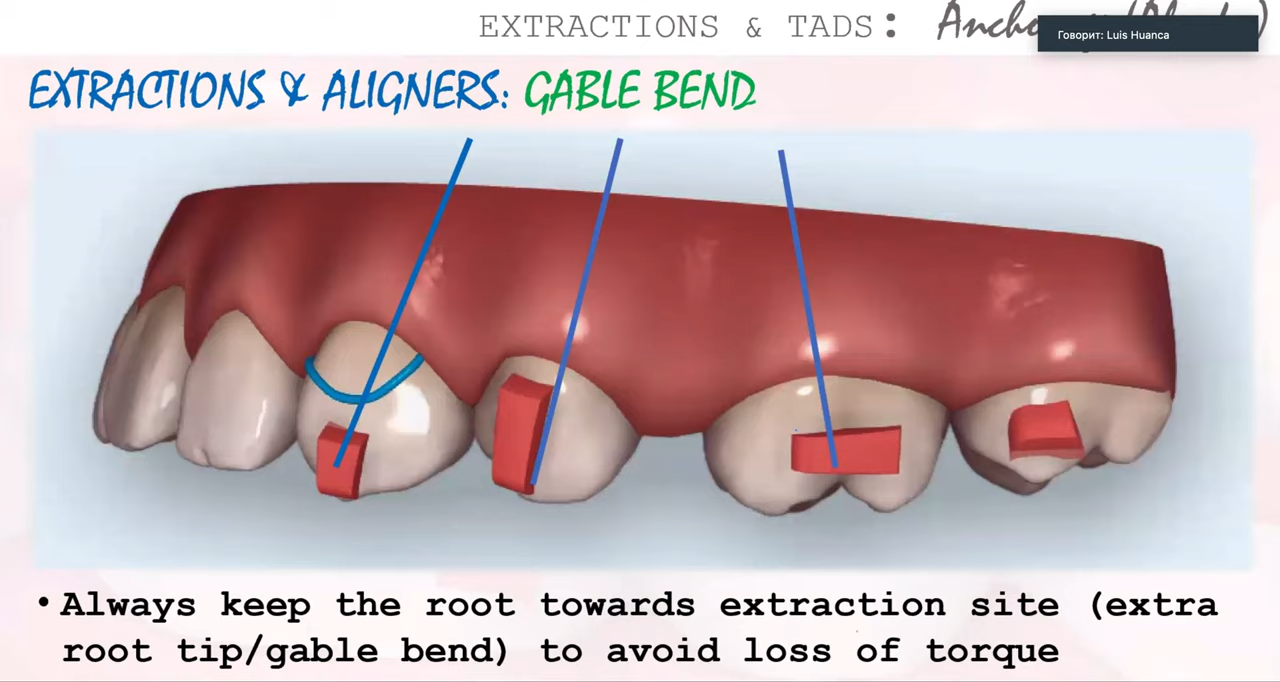 EXTRACTIONS & TADS:
Говорит: Luis Huanca
EXTRACTIONS & ALIGNERS: GABLE BEND
• Always keep the root towards extraction site (extra
root tip/gable bend) to avoid loss of torque